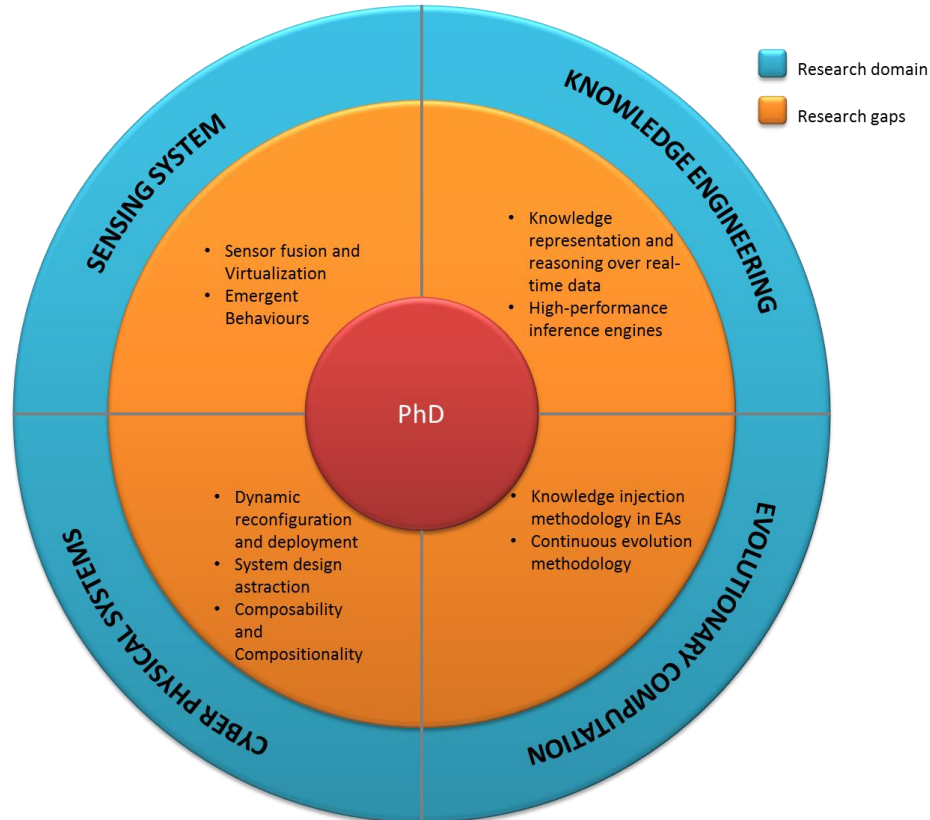 Research domain
Research gaps
SENSING SYSTEM
KNOWLEDGE ENGINEERING
• Sensor fusion and
Virtualization
• Emergent
Behaviours
• Knowledge
representation and
reasoning over real-
time data
• High-performance
inference engines
PhD
• Dynamic
reconfiguration
and deployment
• System design
astraction
• Composability
and
Compositionality
• Knowledge injection
methodology in EAs
• Continuous evolution
methodology
CYBER PHYSICAL SYSTEMS
EVOLUTIONARY COMPUTATION